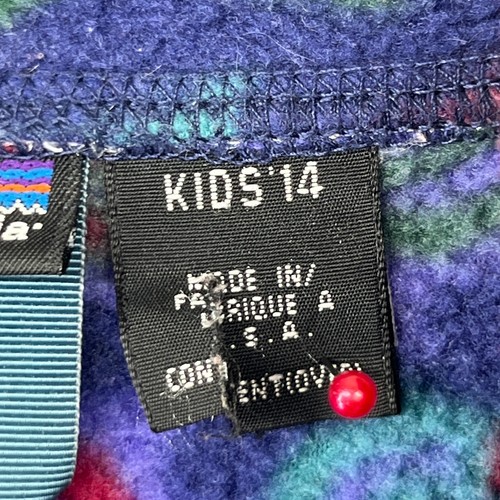 KIDS'14
MADE IN/
FABRIQUE A
U.S.A.
a